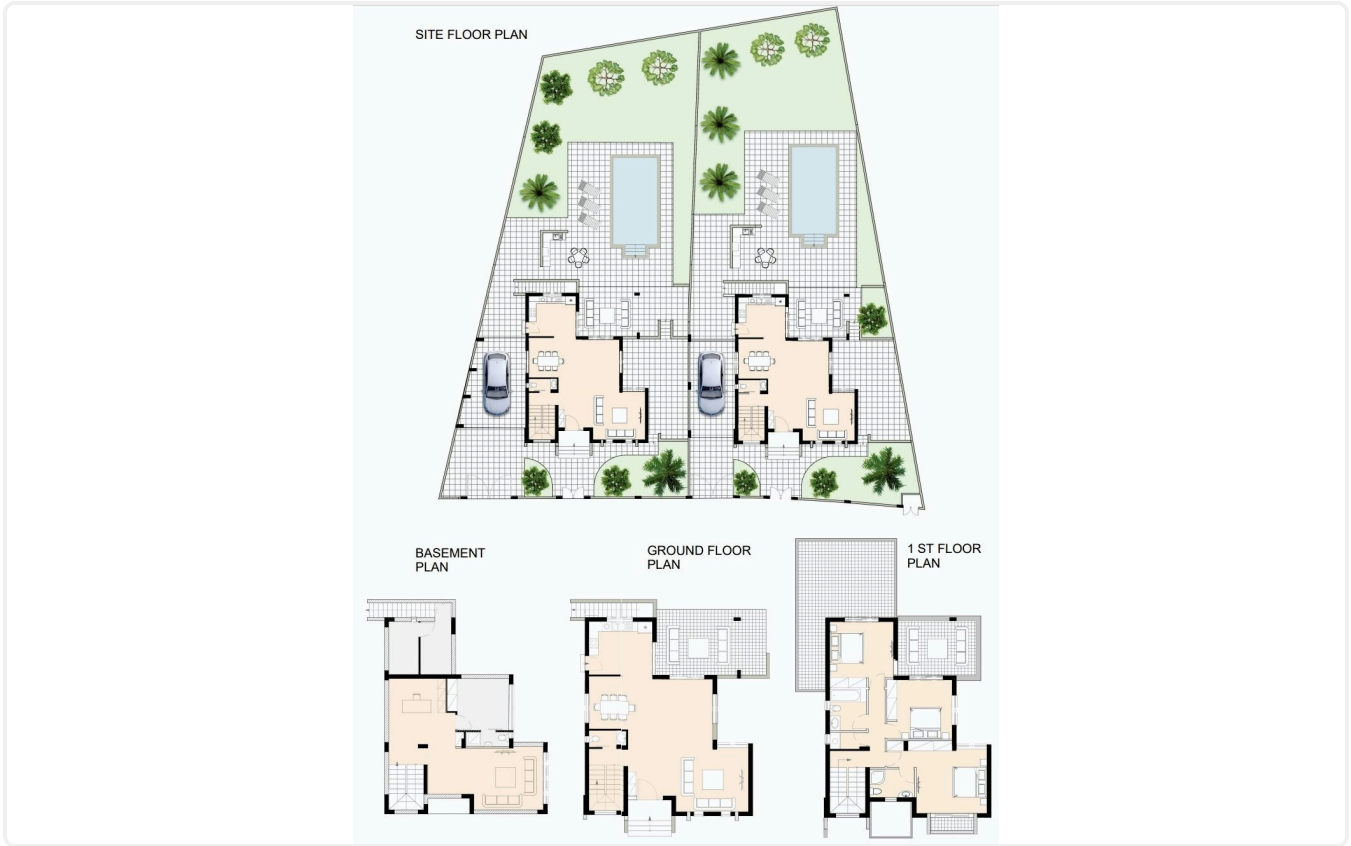 SITE FLOOR PLAN
BASEMENT
PLAN
GROUND FLOOR
PLAN
1 ST FLOOR
PLAN